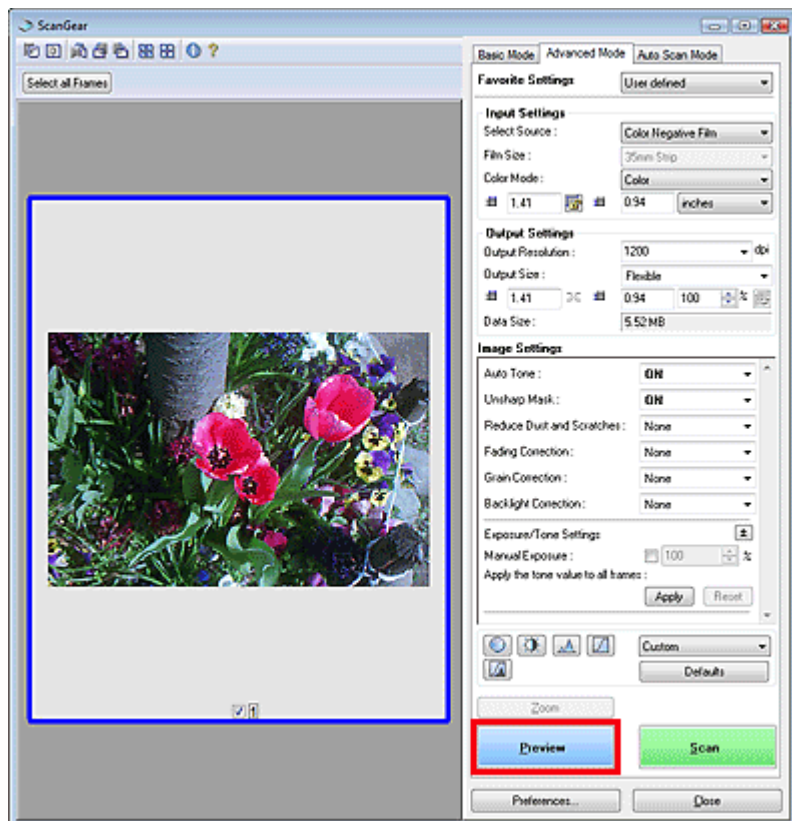 ScanGear
Select all Frames
Basic Mode Advanced Mode Auto Scan Mode
Favorite Settings User defined
Input Settings
Select Source : Color Negative Film
Film Size : 35mm Strip
Color Mode : Color
1.41 0.94 inches
Output Settings
Output Resolution : 1200 dpi
Output Size : Flexible
1.41 0.94 100 %
Data Size : 5.52 MB
Image Settings
Auto Tone : ON
Unsharp Mask : ON
Reduce Dust and Scratches : None
Fading Correction : None
Grain Correction : None
Backlight Correction : None
Exposure/Tone Settings
Manual Exposure : 100 %
Apply the tone value to all frames :
Apply Reset
Custom
Defaults
Zoom
1
Preview Scan
Preferences... Close